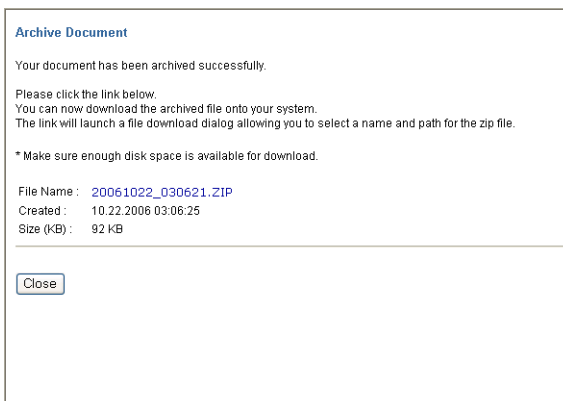 Archive Document
Your document has been archived successfully.
Please click the link below.
You can now download the archived file onto your system.
The link will launch a file download dialog allowing you to select a name and path for the zip file.
* Make sure enough disk space is available for download.
File Name : 20061022_030621.ZIP
Created : 10.22.2006 03:06:25
Size (KB) : 92 KB
Close